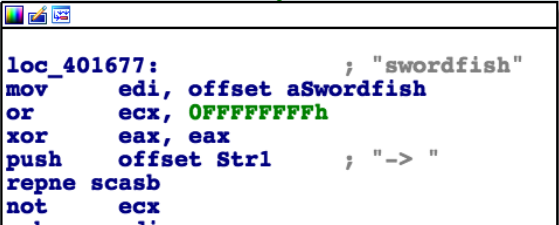 loc_401677: ; "swordfish"
mov edi, offset aSwordfish
or ecx, 0FFFFFFFFh
xor eax, eax
push offset Str1 ; "-> "
repne scasb
not ecx